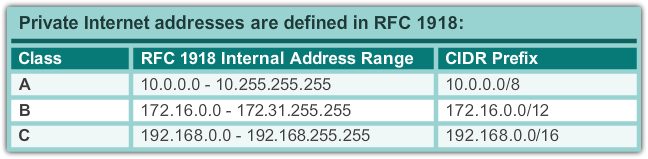 Private Internet addresses are defined in RFC 1918:
Class RFC 1918 Internal Address Range CIDR Prefix
A 10.0.0.0 - 10.255.255.255 10.0.0.0/8
B 172.16.0.0 - 172.31.255.255 172.16.0.0/12
C 192.168.0.0 - 192.168.255.255 192.168.0.0/16